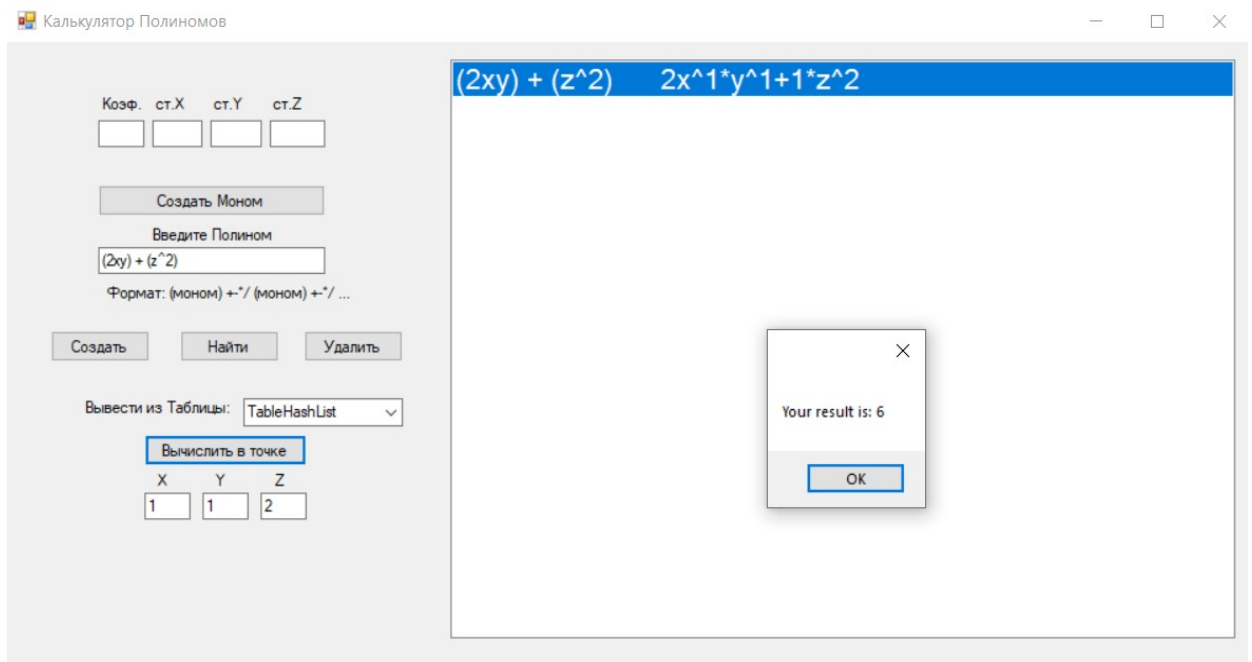 Калькулятор Полиномов
(2xy) + (z^2) 2x^1*y^1+1*z^2
Коэф. ст.X ст.Y ст.Z
Создать Моном
Введите Полином
(2xy) + (z^2)
Формат: (моном) +-*/ (моном) +-*/ ...
Создать Найти Удалить
Вывести из Таблицы: TableHashList
Вычислить в точке
X Y Z
1 1 2
Your result is: 6
OK